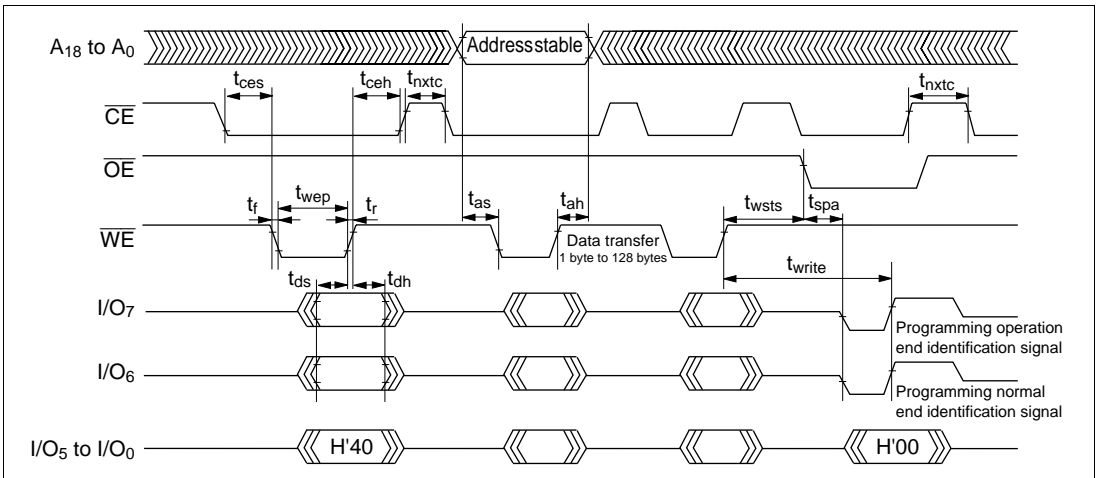 A18 to A0
Address stable
tces
tceh
tnxtc
tnxtc
CE
OE
tf
twep
tr
tas
tah
twsts
tspa
WE
Data transfer
1 byte to 128 bytes
tds
tdh
twrite
I/O7
Programming operation
end identification signal
I/O6
Programming normal
end identification signal
I/O5 to I/O0
H'40
H'00